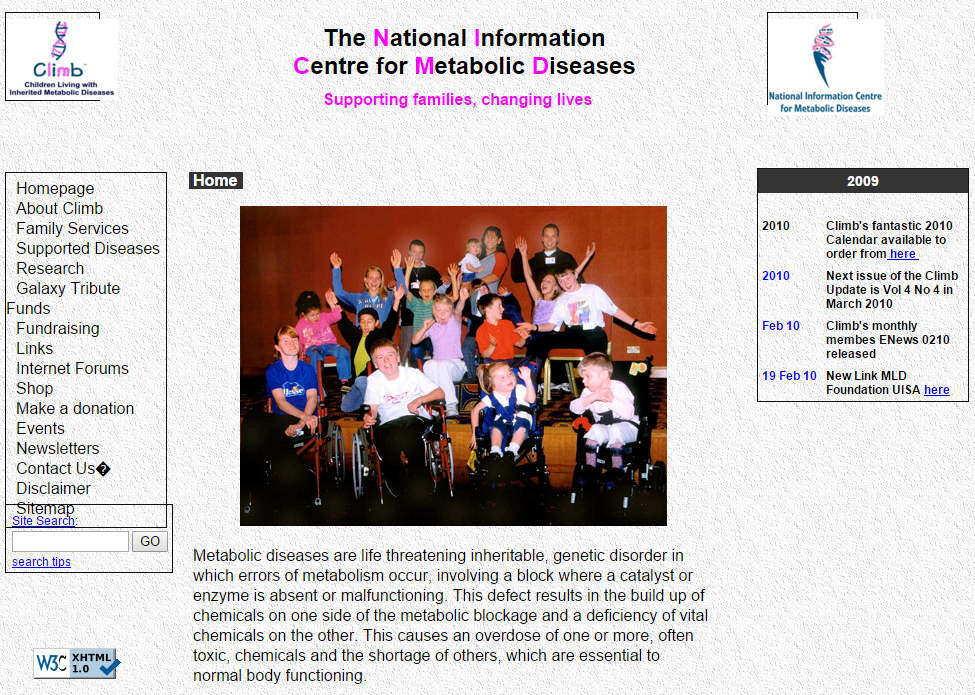 Climb
Children Living with
Inherited Metabolic Diseases
The National Information
Centre for Metabolic Diseases
Supporting families, changing lives
National Information Centre
for Metabolic Diseases
Homepage
About Climb
Family Services
Supported Diseases
Research
Galaxy Tribute
Funds
Fundraising
Links
Internet Forums
Shop
Make a donation
Events
Newsletters
Contact Us�
Disclaimer
Sitemap
Site Search:
GO
search tips
W3C XHTML
1.0
Home
Metabolic diseases are life threatening inheritable, genetic disorder in
which errors of metabolism occur, involving a block where a catalyst or
enzyme is absent or malfunctioning. This defect results in the build up of
chemicals on one side of the metabolic blockage and a deficiency of vital
chemicals on the other. This causes an overdose of one or more, often
toxic, chemicals and the shortage of others, which are essential to
normal body functioning.
2009
2010 Climb's fantastic 2010
Calendar available to
order from here
2010 Next issue of the Climb
Update is Vol 4 No 4 in
March 2010
Feb 10 Climb's monthly
membes ENews 0210
released
19 Feb 10 New Link MLD
Foundation UISA here